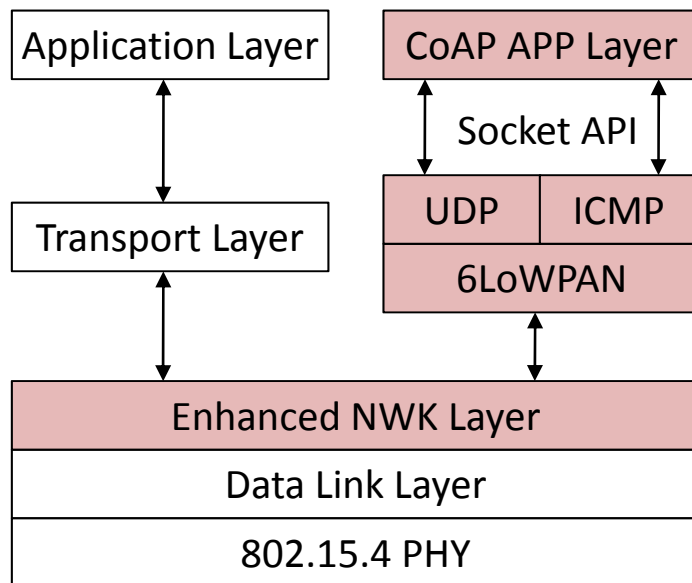 Application Layer
CoAP APP Layer
Socket API
Transport Layer
UDP
ICMP
6LoWPAN
Enhanced NWK Layer
Data Link Layer
802.15.4 PHY